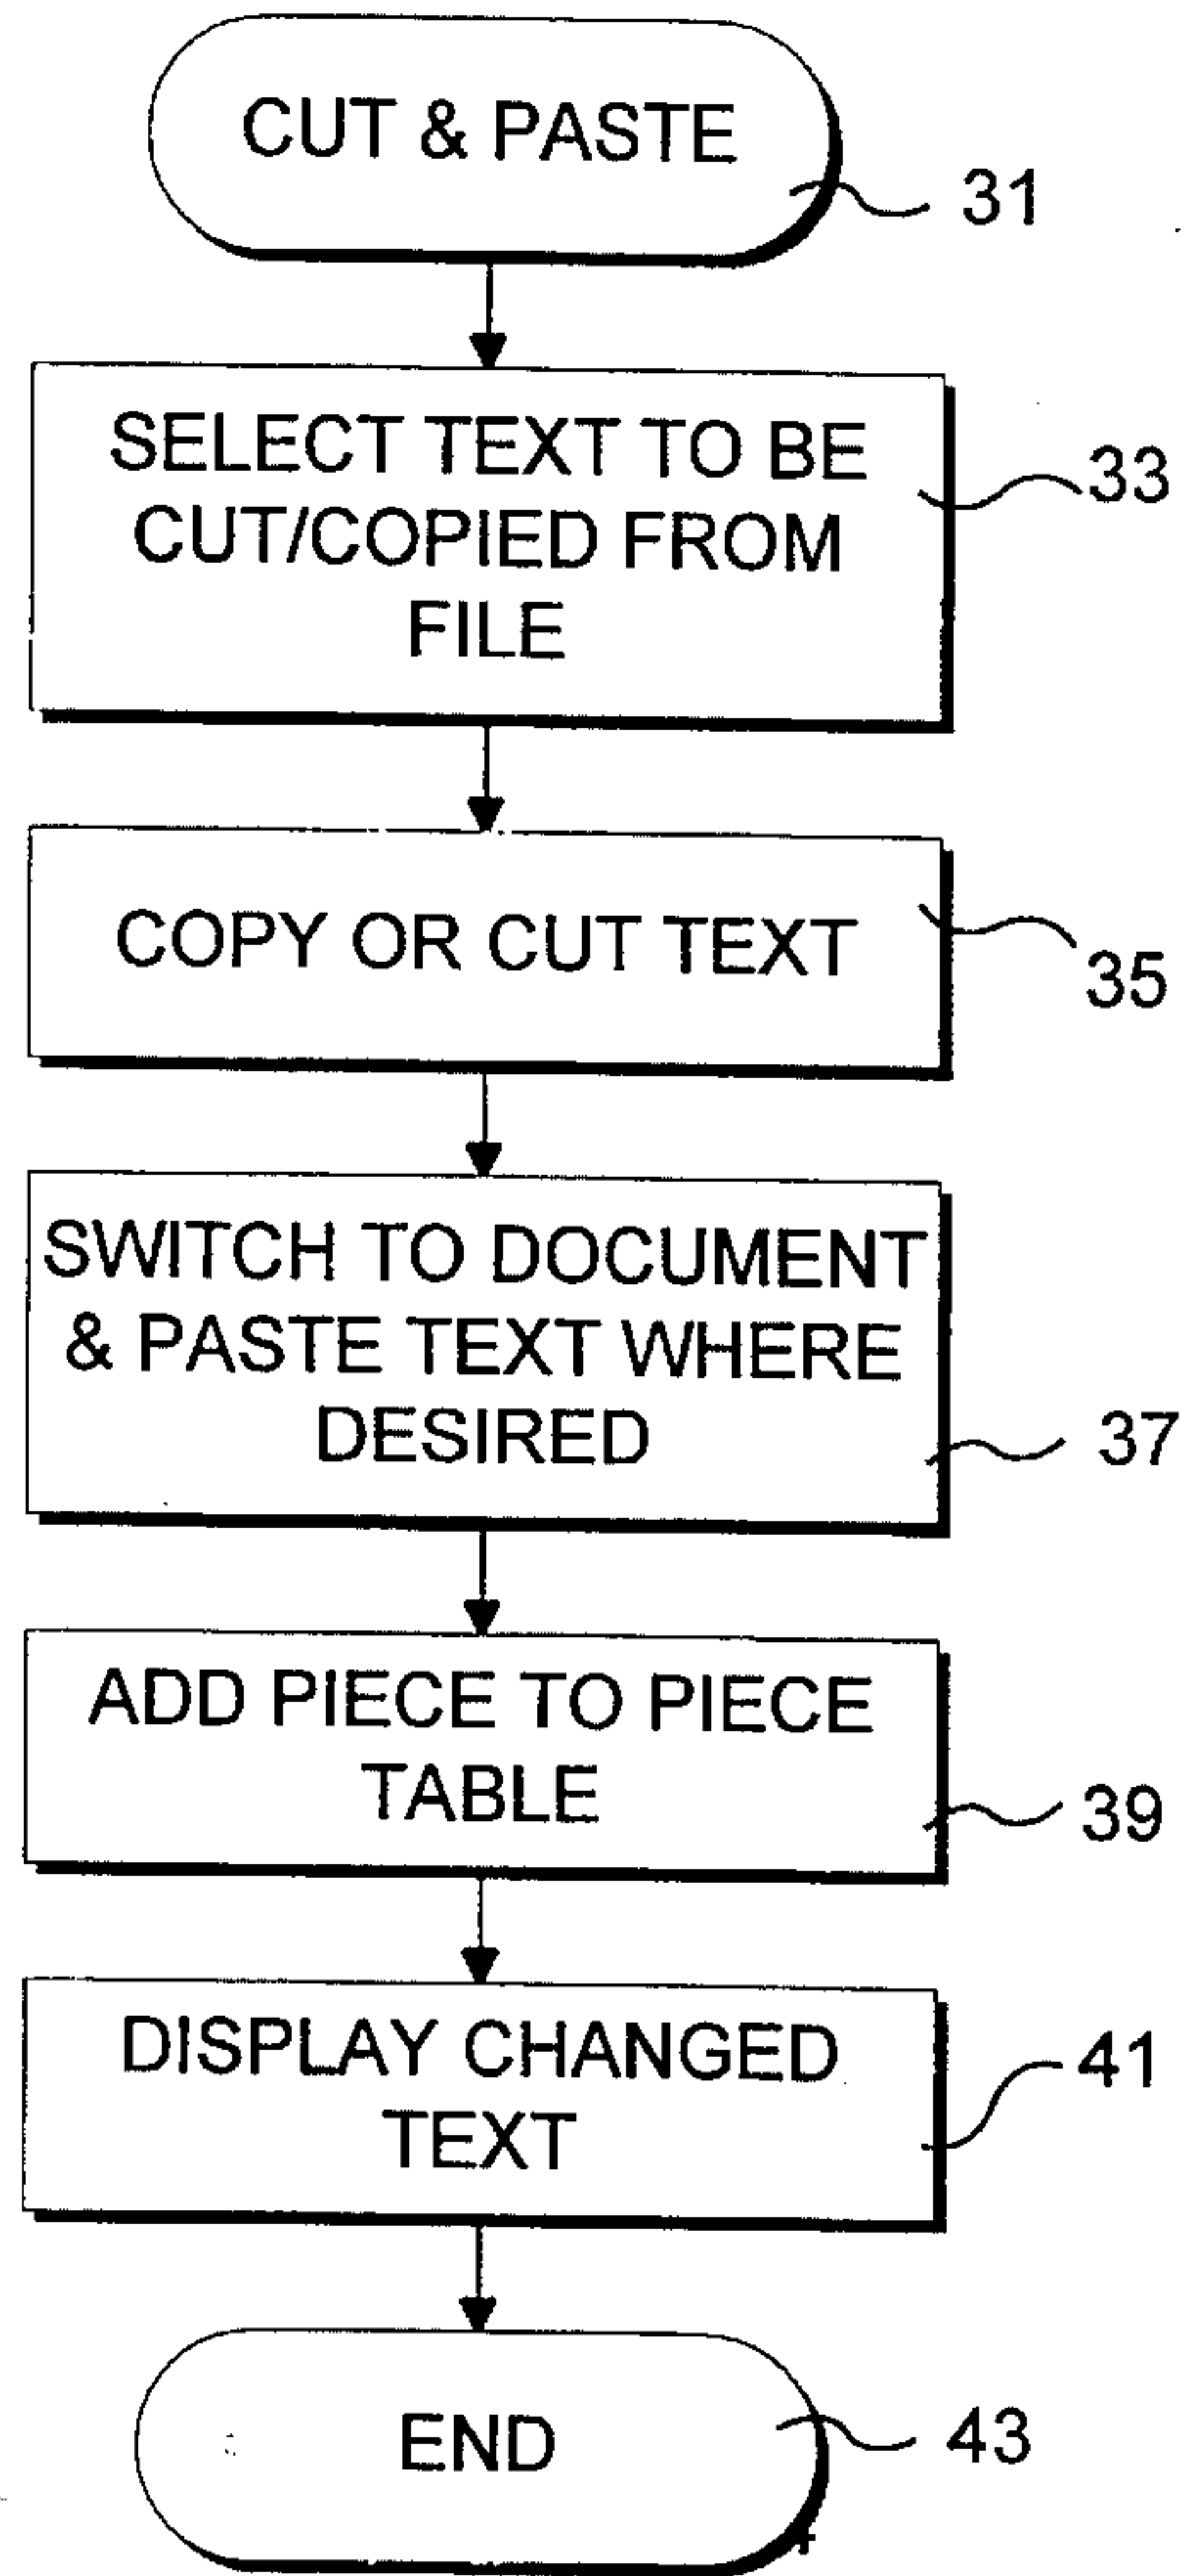 CUT & PASTE
31
SELECT TEXT TO BE
CUT/COPIED FROM
FILE
33
COPY OR CUT TEXT
35
SWITCH TO DOCUMENT
& PASTE TEXT WHERE
DESIRED
37
ADD PIECE TO PIECE
TABLE
39
DISPLAY CHANGED
TEXT
41
END
43